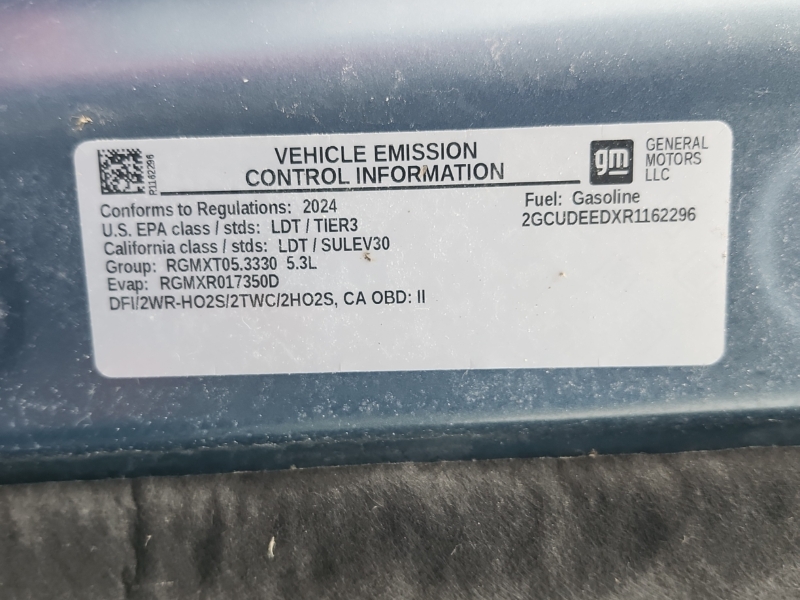 R1162296
VEHICLE EMISSION
CONTROL INFORMATION
gm
GENERAL
MOTORS
LLC
Conforms to Regulations: 2024
Fuel: Gasoline
U.S. EPA class / stds: LDT / TIER3
2GCUDEEDXR1162296
California class / stds: LDT / SULEV30
Group: RGMXT05.3330 5.3L
Evap: RGMXR017350D
DFI/2WR-HO2S/2TWC/2HO2S, CA OBD: II